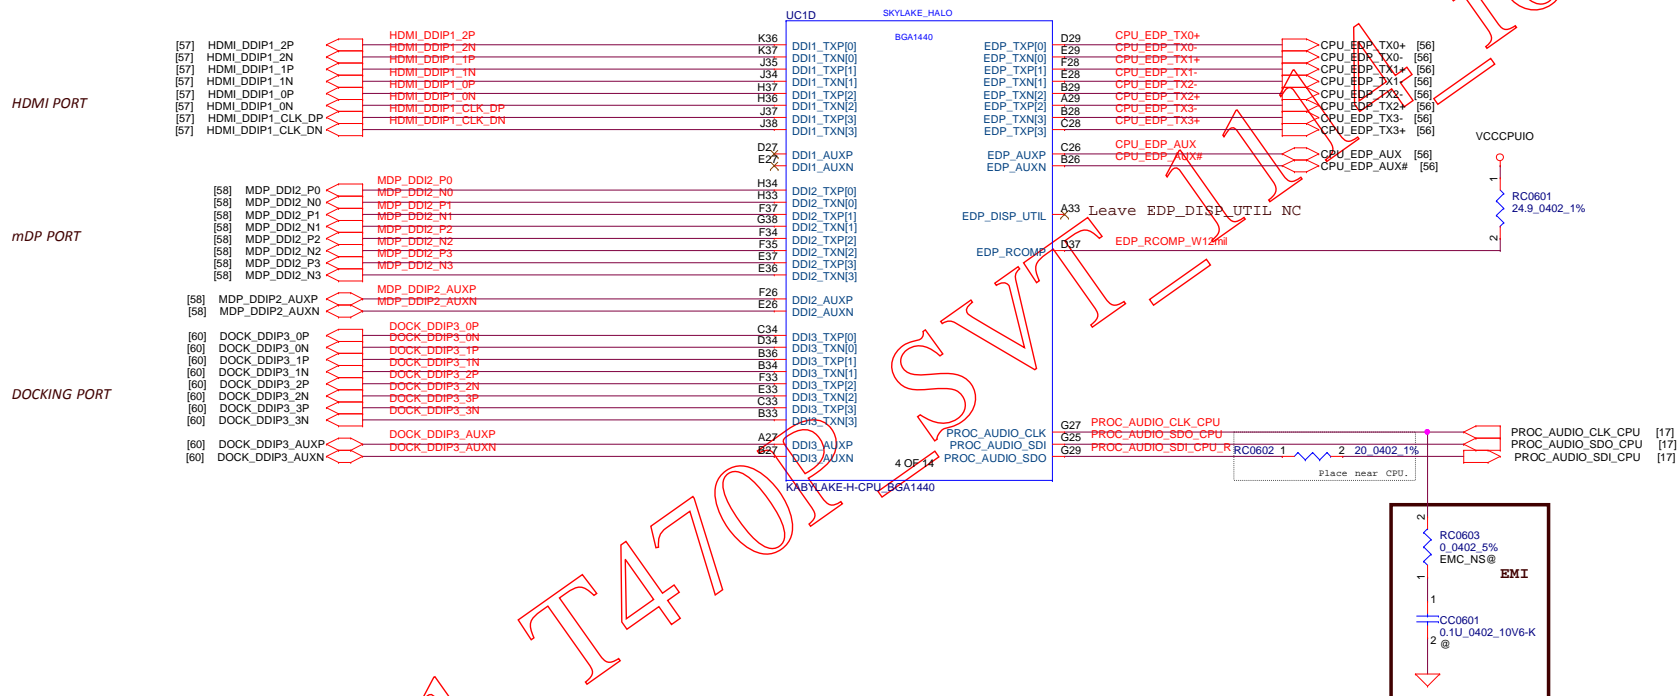 UC1D
SKYLAKE_HALO
BGA1440
HDMI PORT
[57] HDMI_DDIP1_2P HDMI_DDIP1_2P K36 DDI1_TXP[0]
[57] HDMI_DDIP1_2N HDMI_DDIP1_2N K37 DDI1_TXN[0]
[57] HDMI_DDIP1_1P HDMI_DDIP1_1P J35 DDI1_TXP[1]
[57] HDMI_DDIP1_1N HDMI_DDIP1_1N J34 DDI1_TXN[1]
[57] HDMI_DDIP1_0P HDMI_DDIP1_0P H37 DDI1_TXP[2]
[57] HDMI_DDIP1_0N HDMI_DDIP1_0N H36 DDI1_TXN[2]
[57] HDMI_DDIP1_CLK_DP HDMI_DDIP1_CLK_DP J37 DDI1_TXP[3]
[57] HDMI_DDIP1_CLK_DN HDMI_DDIP1_CLK_DN J38 DDI1_TXN[3]
D27 DDI1_AUXP
E27 DDI1_AUXN
mDP PORT
[58] MDP_DDI2_P0 MDP_DDI2_P0 H34 DDI2_TXP[0]
[58] MDP_DDI2_N0 MDP_DDI2_N0 H33 DDI2_TXN[0]
[58] MDP_DDI2_P1 MDP_DDI2_P1 F37 DDI2_TXP[1]
[58] MDP_DDI2_N1 MDP_DDI2_N1 G38 DDI2_TXN[1]
[58] MDP_DDI2_P2 MDP_DDI2_P2 F34 DDI2_TXP[2]
[58] MDP_DDI2_N2 MDP_DDI2_N2 F35 DDI2_TXN[2]
[58] MDP_DDI2_P3 MDP_DDI2_P3 E37 DDI2_TXP[3]
[58] MDP_DDI2_N3 MDP_DDI2_N3 E36 DDI2_TXN[3]
[58] MDP_DDIP2_AUXP MDP_DDIP2_AUXP F26 DDI2_AUXP
[58] MDP_DDIP2_AUXN MDP_DDIP2_AUXN E26 DDI2_AUXN
DOCKING PORT
[60] DOCK_DDIP3_0P DOCK_DDIP3_0P C34 DDI3_TXP[0]
[60] DOCK_DDIP3_0N DOCK_DDIP3_0N D34 DDI3_TXN[0]
[60] DOCK_DDIP3_1P DOCK_DDIP3_1P B36 DDI3_TXP[1]
[60] DOCK_DDIP3_1N DOCK_DDIP3_1N B34 DDI3_TXN[1]
[60] DOCK_DDIP3_2P DOCK_DDIP3_2P F33 DDI3_TXP[2]
[60] DOCK_DDIP3_2N DOCK_DDIP3_2N E33 DDI3_TXN[2]
[60] DOCK_DDIP3_3P DOCK_DDIP3_3P C33 DDI3_TXP[3]
[60] DOCK_DDIP3_3N DOCK_DDIP3_3N B33 DDI3_TXN[3]
[60] DOCK_DDIP3_AUXP DOCK_DDIP3_AUXP A27 DDI3_AUXP
[60] DOCK_DDIP3_AUXN DOCK_DDIP3_AUXN B27 DDI3_AUXN
EDP_TXP[0] D29 CPU_EDP_TX0+ CPU_EDP_TX0+ [56]
EDP_TXN[0] E29 CPU_EDP_TX0- CPU_EDP_TX0- [56]
EDP_TXP[1] F28 CPU_EDP_TX1+ CPU_EDP_TX1+ [56]
EDP_TXN[1] E28 CPU_EDP_TX1- CPU_EDP_TX1- [56]
EDP_TXN[2] B29 CPU_EDP_TX2- CPU_EDP_TX2- [56]
EDP_TXP[2] A29 CPU_EDP_TX2+ CPU_EDP_TX2+ [56]
EDP_TXN[3] B28 CPU_EDP_TX3- CPU_EDP_TX3- [56]
EDP_TXP[3] C28 CPU_EDP_TX3+ CPU_EDP_TX3+ [56]
EDP_AUXP C26 CPU_EDP_AUX CPU_EDP_AUX [56]
EDP_AUXN B26 CPU_EDP_AUX# CPU_EDP_AUX# [56]
EDP_DISP_UTIL A33 Leave EDP_DISP_UTIL NC
EDP_RCOMP D37 EDP_RCOMP_W12mil
VCCCPUIO
1
RC0601
24.9_0402_1%
2
PROC_AUDIO_CLK G27 PROC_AUDIO_CLK_CPU PROC_AUDIO_CLK_CPU [17]
PROC_AUDIO_SDI G25 PROC_AUDIO_SDO_CPU PROC_AUDIO_SDO_CPU [17]
PROC_AUDIO_SDO G29 PROC_AUDIO_SDI_CPU_R RC0602 1 2 20_0402_1% PROC_AUDIO_SDI_CPU [17]
Place near CPU.
4 OF 14
KABYLAKE-H-CPU_BGA1440
2
RC0603
0_0402_5%
EMC_NS@
1
EMI
1
CC0601
0.1U_0402_10V6-K
2 @
T470P_SVT_